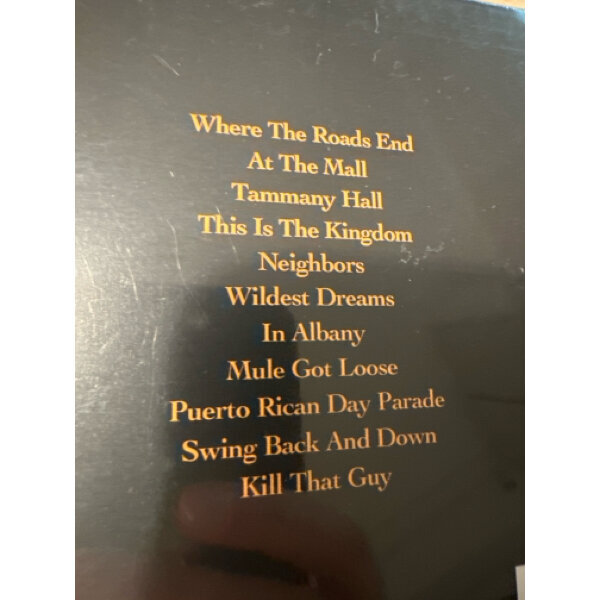 Where The Roads End
At The Mall
Tammany Hall
This Is The Kingdom
Neighbors
Wildest Dreams
In Albany
Mule Got Loose
Puerto Rican Day Parade
Swing Back And Down
Kill That Guy